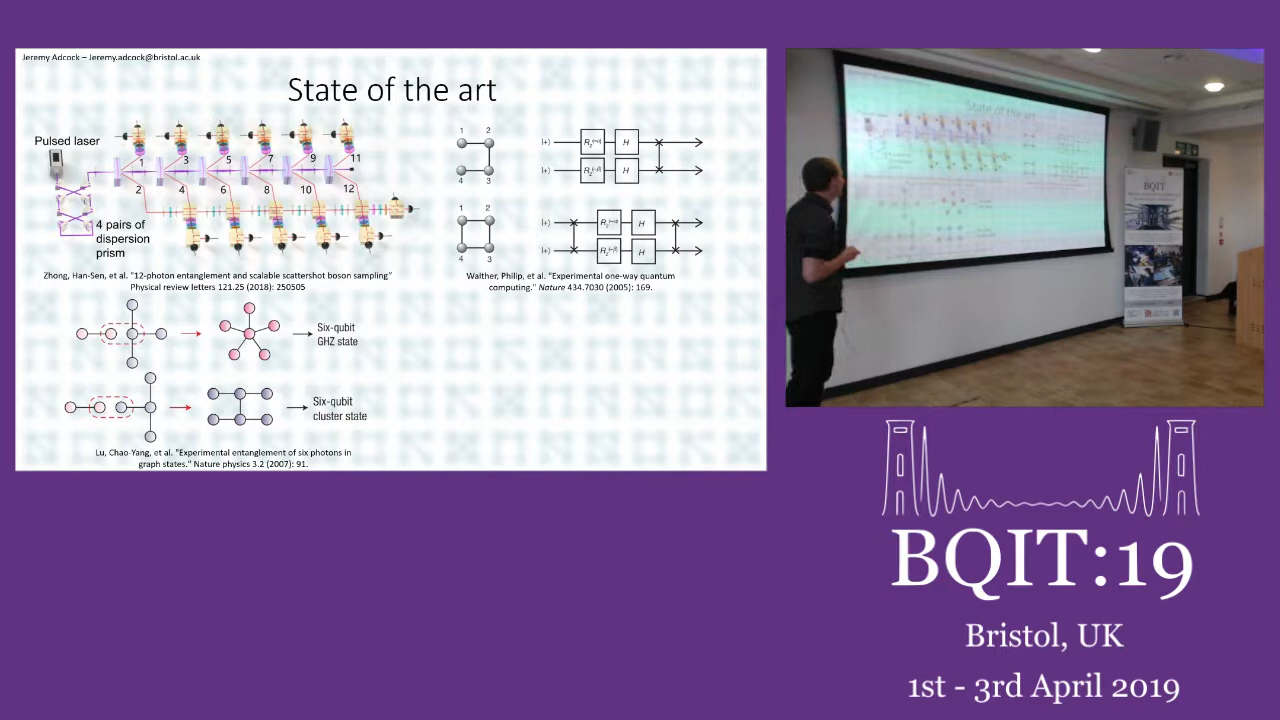 Jeremy Adcock – Jeremy.adcock@bristol.ac.uk
State of the art
Pulsed laser
1 3 5 7 9 11
2 4 6 8 10 12
4 pairs of
dispersion
prism
Zhong, Han-Sen, et al. "12-photon entanglement and scalable scattershot boson sampling"
Physical review letters 121.25 (2018): 250505
1 2
4 3
|+⟩ H
|+⟩ H
1 2
4 3
|+⟩ H
|+⟩ H
Walther, Philip, et al. "Experimental one-way quantum
computing." Nature 434.7030 (2005): 169.
Six-qubit
GHZ state
Six-qubit
cluster state
Lu, Chao-Yang, et al. "Experimental entanglement of six photons in
graph states." Nature physics 3.2 (2007): 91.
State of the art
BQIT
BQIT:19
Bristol, UK
1st - 3rd April 2019